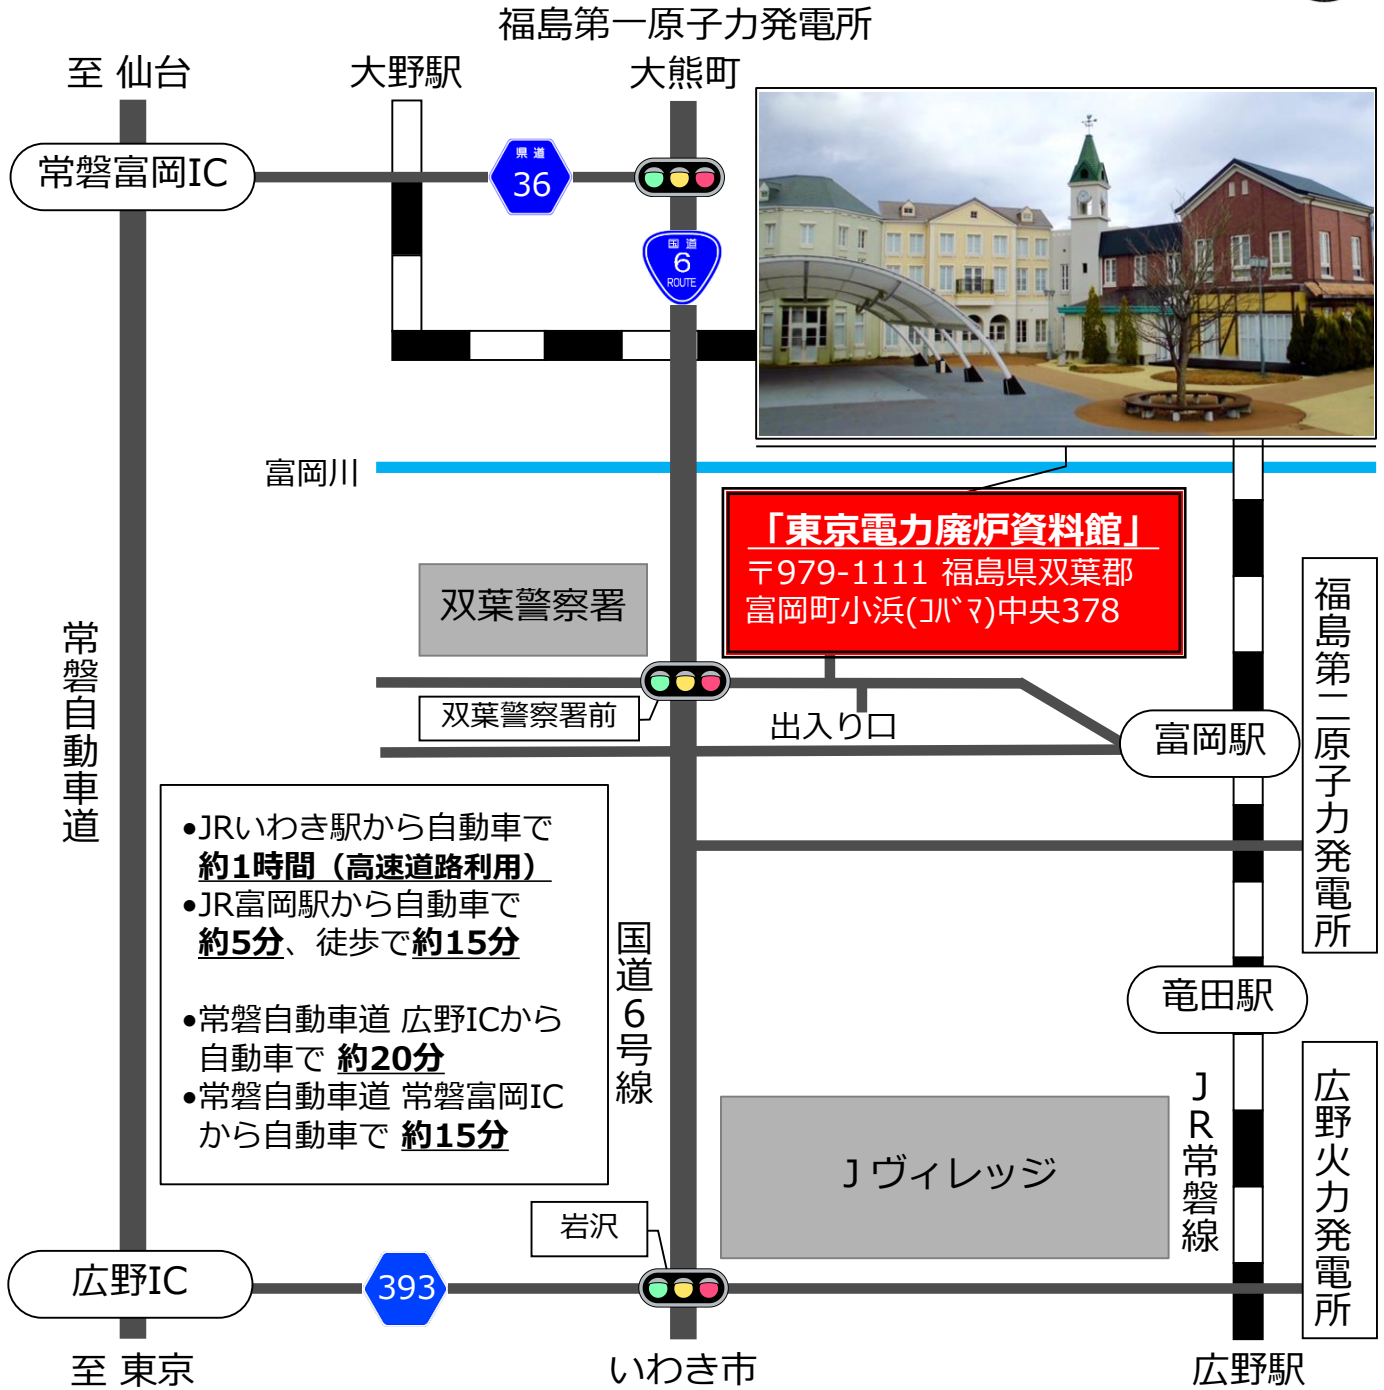 福島第一原子力発電所
至 仙台
大野駅
大熊町
常磐富岡IC
県道
36
国道
6
ROUTE
富岡川
「東京電力廃炉資料館」
〒979-1111 福島県双葉郡
富岡町小浜(ｺﾊﾞﾏ)中央378
双葉警察署
双葉警察署前
出入り口
富岡駅
福島第二原子力発電所
常磐自動車道
•JRいわき駅から自動車で
約1時間（高速道路利用）
•JR富岡駅から自動車で
約5分、徒歩で約15分
•常磐自動車道 広野ICから
自動車で 約20分
•常磐自動車道 常磐富岡IC
から自動車で 約15分
国道6号線
竜田駅
JR常磐線
広野火力発電所
Jヴィレッジ
岩沢
広野IC
393
至 東京
いわき市
広野駅